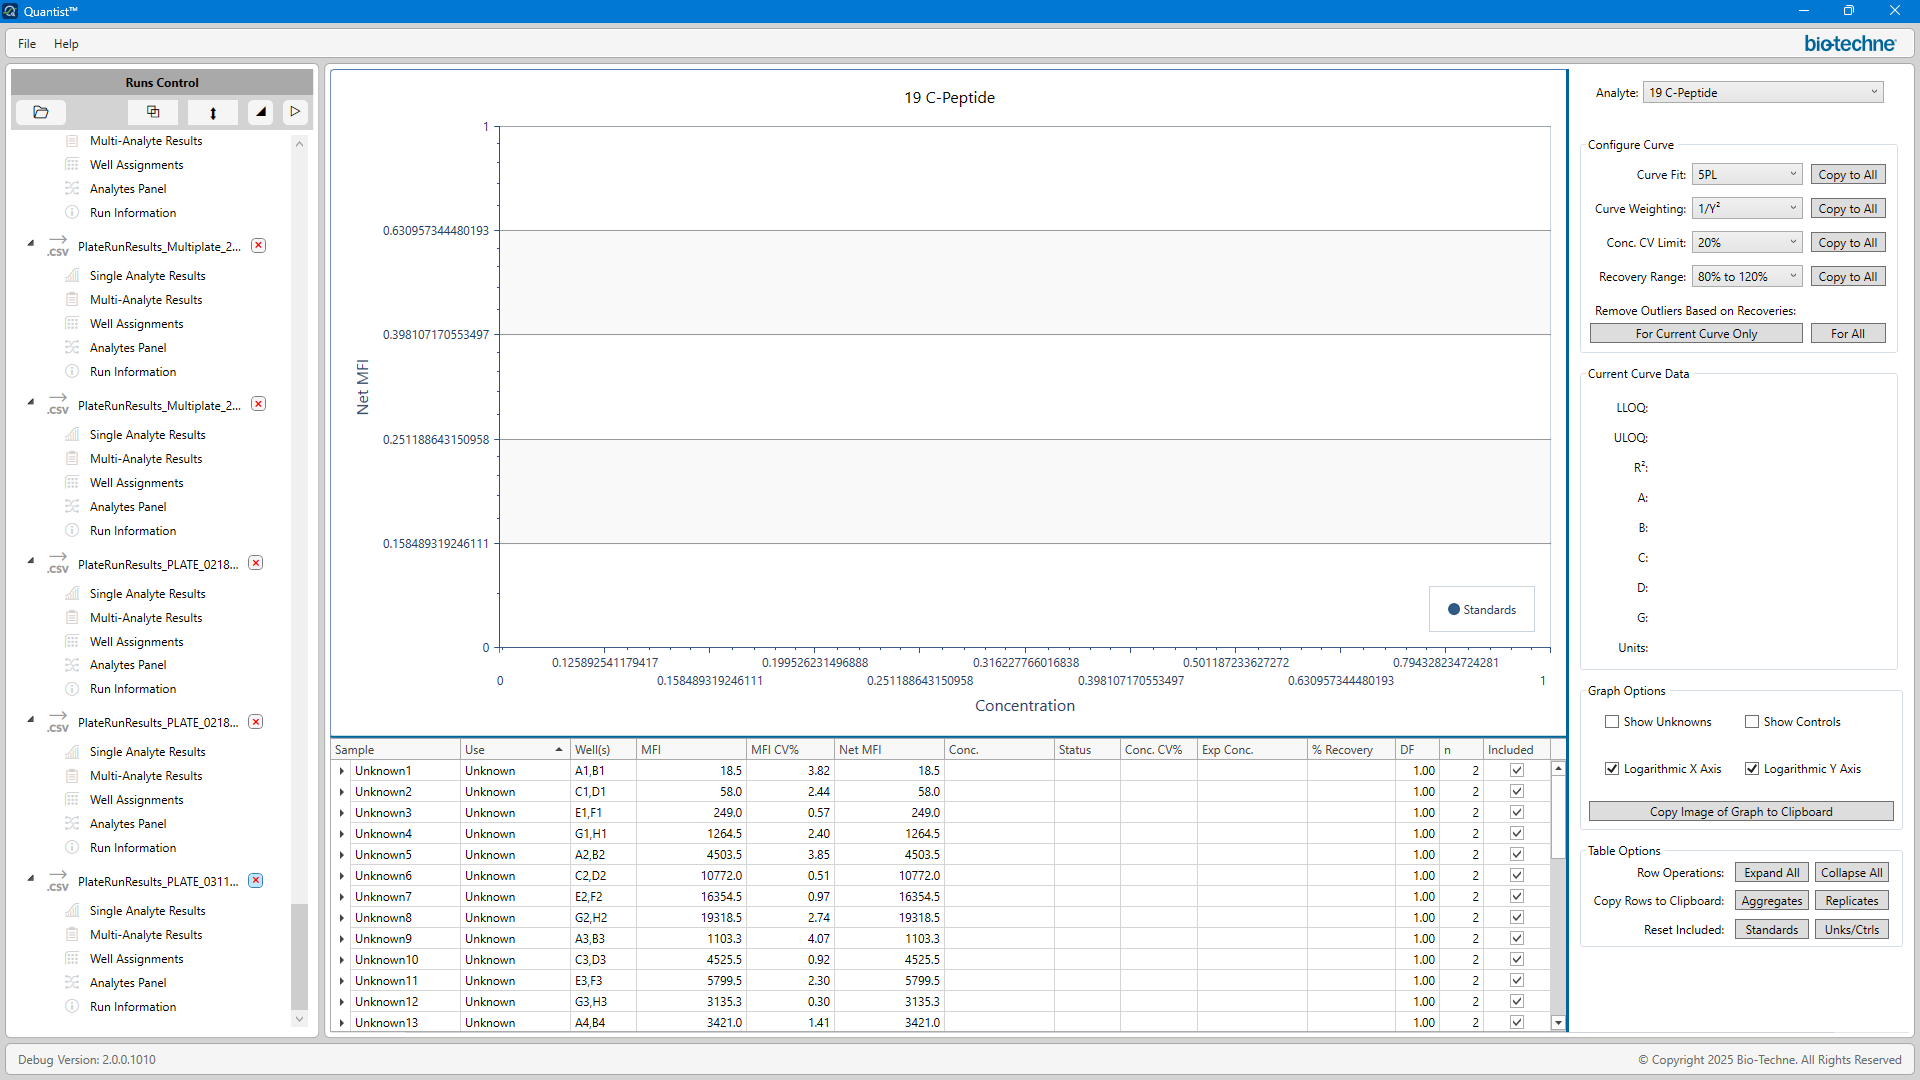 Quantist™
File Help
bio-techne
Runs Control
Multi-Analyte Results
Well Assignments
Analytes Panel
Run Information
.CSV PlateRunResults_Multiplate_2...
Single Analyte Results
Multi-Analyte Results
Well Assignments
Analytes Panel
Run Information
.CSV PlateRunResults_Multiplate_2...
Single Analyte Results
Multi-Analyte Results
Well Assignments
Analytes Panel
Run Information
.CSV PlateRunResults_PLATE_0218...
Single Analyte Results
Multi-Analyte Results
Well Assignments
Analytes Panel
Run Information
.CSV PlateRunResults_PLATE_0218...
Single Analyte Results
Multi-Analyte Results
Well Assignments
Analytes Panel
Run Information
.CSV PlateRunResults_PLATE_0311...
Single Analyte Results
Multi-Analyte Results
Well Assignments
Analytes Panel
Run Information
19 C-Peptide
Net MFI
1
0.630957344480193
0.398107170553497
0.251188643150958
0.158489319246111
0
Standards
0.125892541179417 0.199526231496888 0.316227766016838 0.501187233627272 0.794328234724281
0 0.158489319246111 0.251188643150958 0.398107170553497 0.630957344480193 1
Concentration
Sample Use Well(s) MFI MFI CV% Net MFI Conc. Status Conc. CV% Exp Conc. % Recovery DF n Included
Unknown1 Unknown A1,B1 18.5 3.82 18.5 1.00 2
Unknown2 Unknown C1,D1 58.0 2.44 58.0 1.00 2
Unknown3 Unknown E1,F1 249.0 0.57 249.0 1.00 2
Unknown4 Unknown G1,H1 1264.5 2.40 1264.5 1.00 2
Unknown5 Unknown A2,B2 4503.5 3.85 4503.5 1.00 2
Unknown6 Unknown C2,D2 10772.0 0.51 10772.0 1.00 2
Unknown7 Unknown E2,F2 16354.5 0.97 16354.5 1.00 2
Unknown8 Unknown G2,H2 19318.5 2.74 19318.5 1.00 2
Unknown9 Unknown A3,B3 1103.3 4.07 1103.3 1.00 2
Unknown10 Unknown C3,D3 4525.5 0.92 4525.5 1.00 2
Unknown11 Unknown E3,F3 5799.5 2.30 5799.5 1.00 2
Unknown12 Unknown G3,H3 3135.3 0.30 3135.3 1.00 2
Unknown13 Unknown A4,B4 3421.0 1.41 3421.0 1.00 2
Analyte: 19 C-Peptide
Configure Curve
Curve Fit: 5PL Copy to All
Curve Weighting: 1/Y² Copy to All
Conc. CV Limit: 20% Copy to All
Recovery Range: 80% to 120% Copy to All
Remove Outliers Based on Recoveries:
For Current Curve Only For All
Current Curve Data
LLOQ:
ULOQ:
R²:
A:
B:
C:
D:
G:
Units:
Graph Options
Show Unknowns Show Controls
Logarithmic X Axis Logarithmic Y Axis
Copy Image of Graph to Clipboard
Table Options
Row Operations: Expand All Collapse All
Copy Rows to Clipboard: Aggregates Replicates
Reset Included: Standards Unks/Ctrls
Debug Version: 2.0.0.1010
© Copyright 2025 Bio-Techne. All Rights Reserved